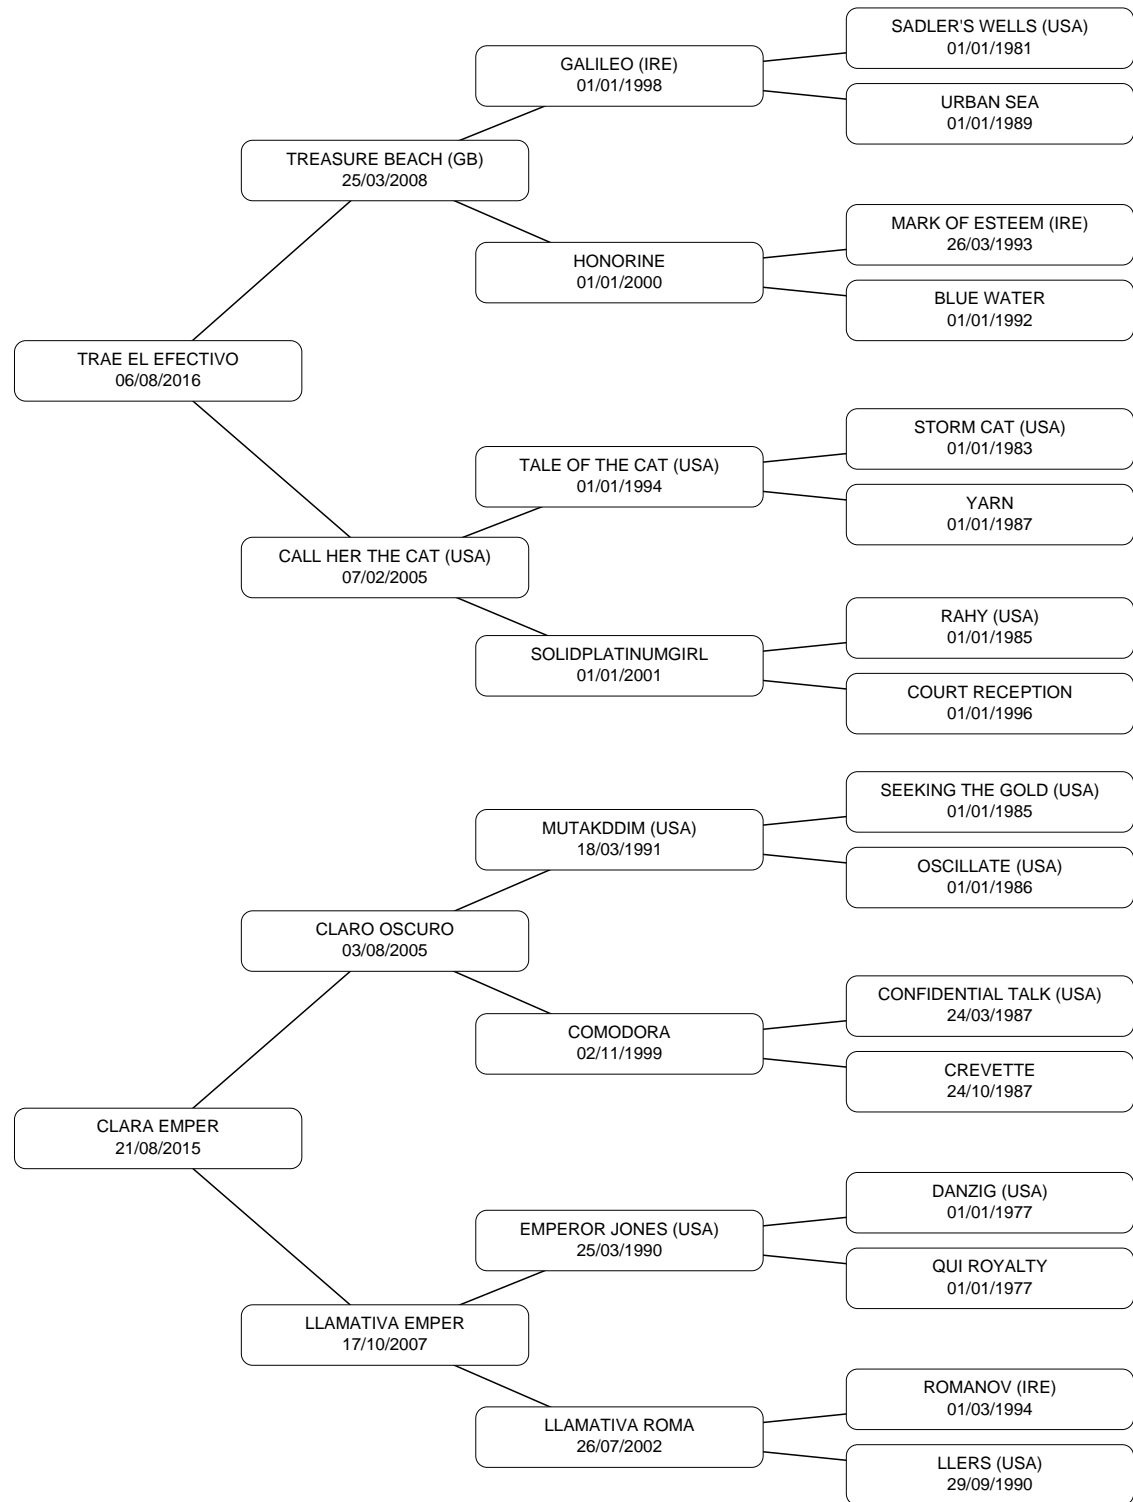 SADLER'S WELLS (USA)
01/01/1981
GALILEO (IRE)
01/01/1998
URBAN SEA
01/01/1989
TREASURE BEACH (GB)
25/03/2008
MARK OF ESTEEM (IRE)
26/03/1993
HONORINE
01/01/2000
BLUE WATER
01/01/1992
TRAE EL EFECTIVO
06/08/2016
STORM CAT (USA)
01/01/1983
TALE OF THE CAT (USA)
01/01/1994
YARN
01/01/1987
CALL HER THE CAT (USA)
07/02/2005
RAHY (USA)
01/01/1985
SOLIDPLATINUMGIRL
01/01/2001
COURT RECEPTION
01/01/1996
SEEKING THE GOLD (USA)
01/01/1985
MUTAKDDIM (USA)
18/03/1991
OSCILLATE (USA)
01/01/1986
CLARO OSCURO
03/08/2005
CONFIDENTIAL TALK (USA)
24/03/1987
COMODORA
02/11/1999
CREVETTE
24/10/1987
CLARA EMPER
21/08/2015
DANZIG (USA)
01/01/1977
EMPEROR JONES (USA)
25/03/1990
QUI ROYALTY
01/01/1977
LLAMATIVA EMPER
17/10/2007
ROMANOV (IRE)
01/03/1994
LLAMATIVA ROMA
26/07/2002
LLERS (USA)
29/09/1990